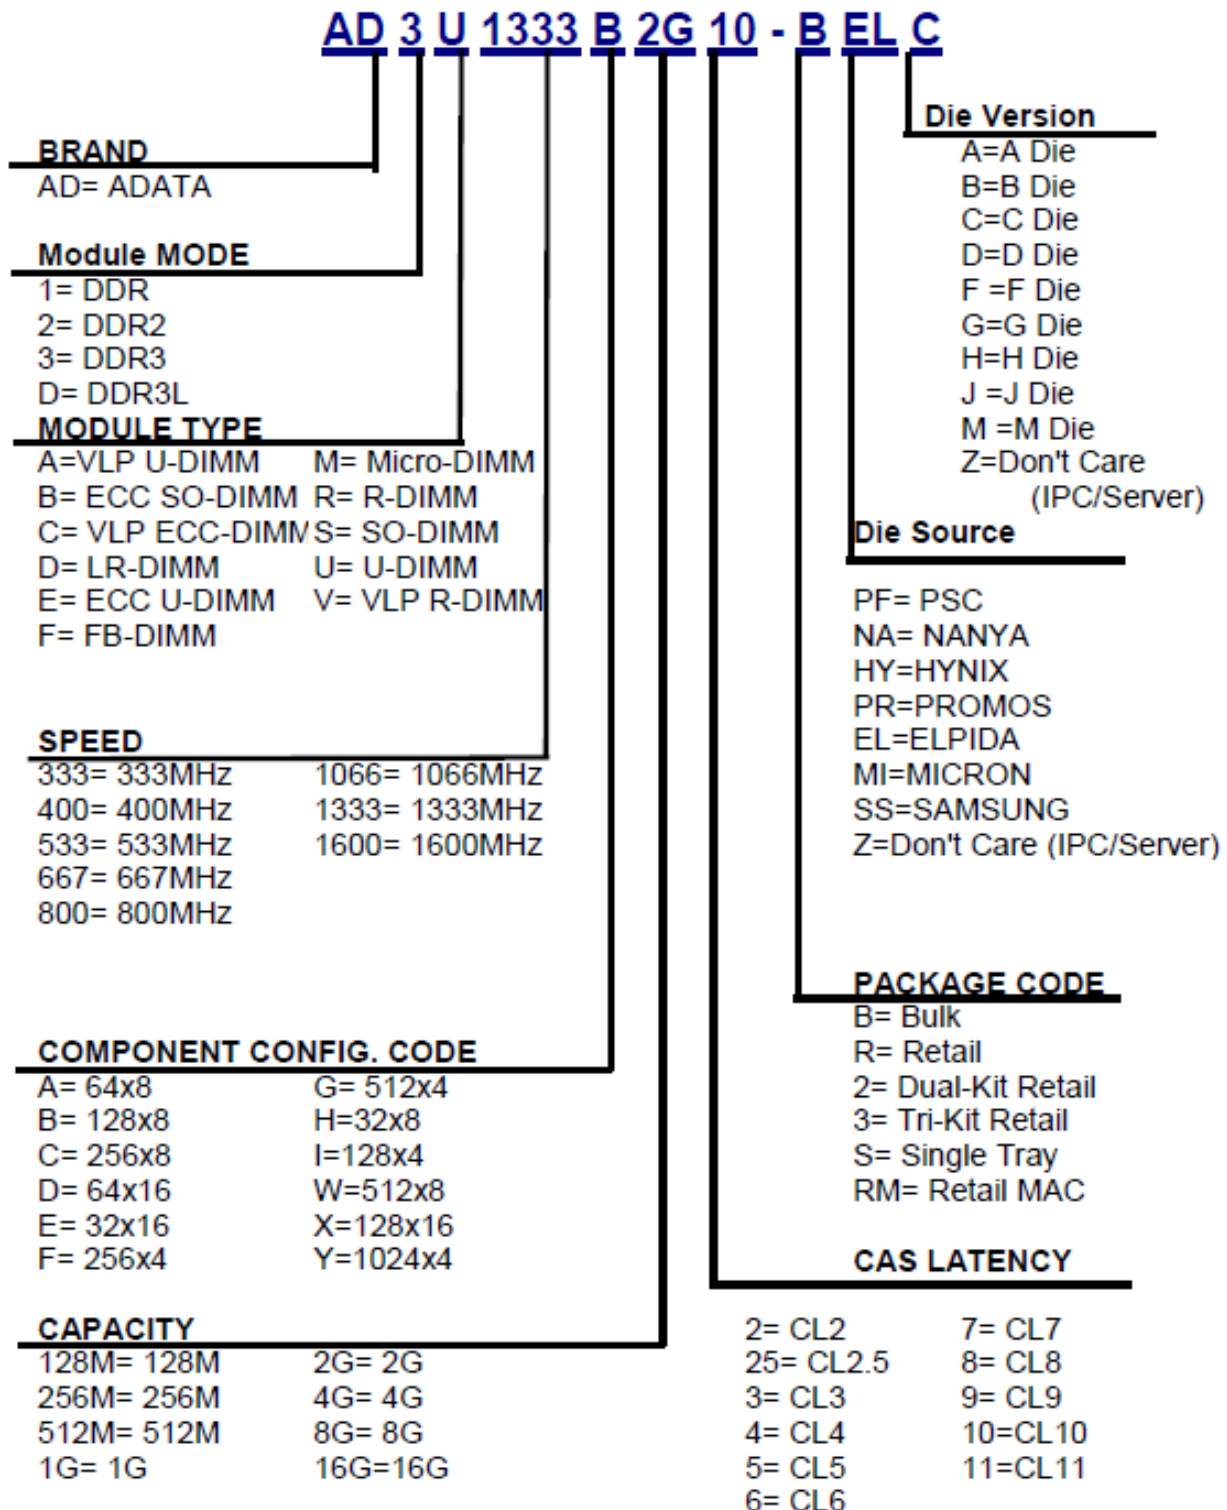 AD 3 U 1333 B 2G 10 - B EL C
BRAND
AD= ADATA
Module MODE
1= DDR
2= DDR2
3= DDR3
D= DDR3L
MODULE TYPE
A=VLP U-DIMM M= Micro-DIMM
B= ECC SO-DIMM R= R-DIMM
C= VLP ECC-DIMM S= SO-DIMM
D= LR-DIMM U= U-DIMM
E= ECC U-DIMM V= VLP R-DIMM
F= FB-DIMM
SPEED
333= 333MHz 1066= 1066MHz
400= 400MHz 1333= 1333MHz
533= 533MHz 1600= 1600MHz
667= 667MHz
800= 800MHz
COMPONENT CONFIG. CODE
A= 64x8 G= 512x4
B= 128x8 H=32x8
C= 256x8 I=128x4
D= 64x16 W=512x8
E= 32x16 X=128x16
F= 256x4 Y=1024x4
CAPACITY
128M= 128M 2G= 2G
256M= 256M 4G= 4G
512M= 512M 8G= 8G
1G= 1G 16G=16G
Die Version
A=A Die
B=B Die
C=C Die
D=D Die
F =F Die
G=G Die
H=H Die
J =J Die
M =M Die
Z=Don't Care
(IPC/Server)
Die Source
PF= PSC
NA= NANYA
HY=HYNIX
PR=PROMOS
EL=ELPIDA
MI=MICRON
SS=SAMSUNG
Z=Don't Care (IPC/Server)
PACKAGE CODE
B= Bulk
R= Retail
2= Dual-Kit Retail
3= Tri-Kit Retail
S= Single Tray
RM= Retail MAC
CAS LATENCY
2= CL2 7= CL7
25= CL2.5 8= CL8
3= CL3 9= CL9
4= CL4 10=CL10
5= CL5 11=CL11
6= CL6